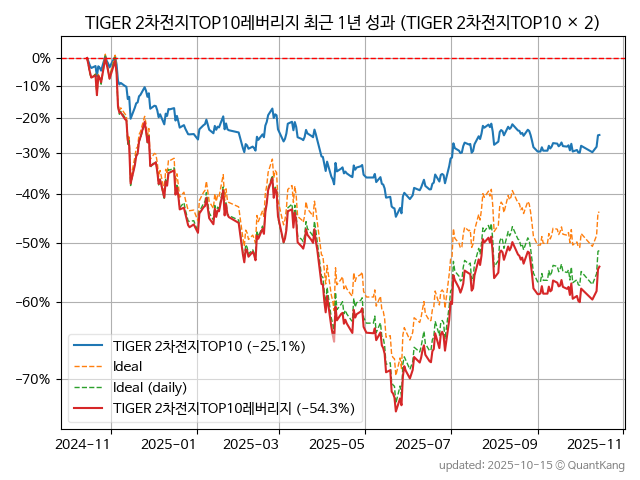 TIGER 2차전지TOP10레버리지 최근 1년 성과 (TIGER 2차전지TOP10 × 2)
0%
−10%
−20%
−30%
−40%
−50%
−60%
−70%
TIGER 2차전지TOP10 (−25.1%)
Ideal
Ideal (daily)
TIGER 2차전지TOP10레버리지 (−54.3%)
2024-11 2025-01 2025-03 2025-05 2025-07 2025-09 2025-11
updated: 2025-10-15 © QuantKang